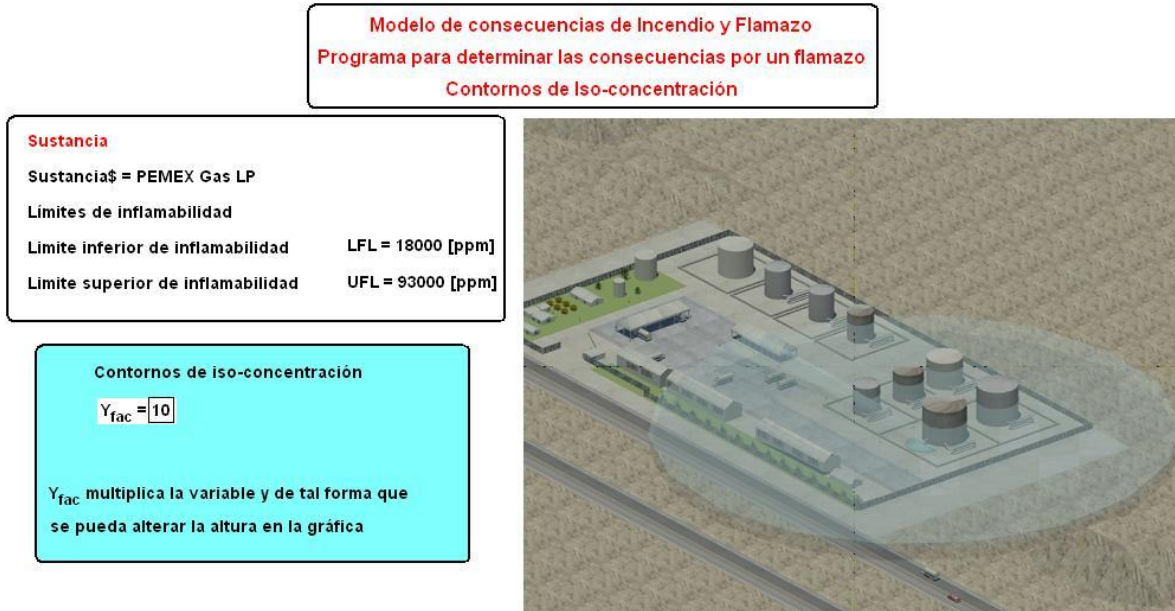 Modelo de consecuencias de Incendio y Flamazo
Programa para determinar las consecuencias por un flamazo
Contornos de Iso-concentración
Sustancia
Sustancia$ = PEMEX Gas LP
Límites de inflamabilidad
Limite inferior de inflamabilidad LFL = 18000 [ppm]
Limite superior de inflamabilidad UFL = 93000 [ppm]
Contornos de iso-concentración
Yfac = 10
Yfac multiplica la variable y de tal forma que
se pueda alterar la altura en la gráfica